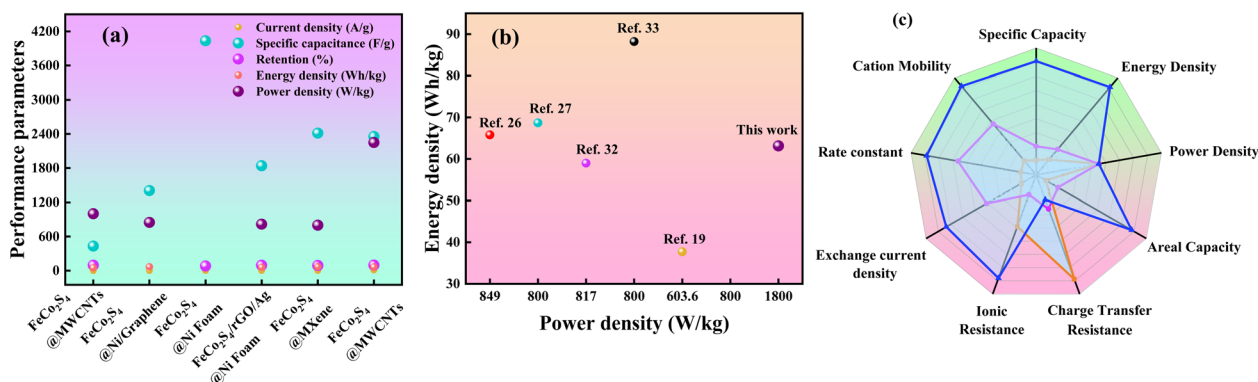 (a)
Current density (A/g)
Specific capacitance (F/g)
Retention (%)
Energy density (Wh/kg)
Power density (W/kg)
Performance parameters
4200
3600
3000
2400
1800
1200
600
0
FeCo₂S₄
@MWCNTs
FeCo₂S₄
@Ni/Graphene
FeCo₂S₄
@Ni Foam
FeCo₂S₄/rGO/Ag
@Ni Foam
FeCo₂S₄
@MXene
FeCo₂S₄
@MWCNTs
(b)
Energy density (Wh/kg)
90
80
70
60
50
40
30
Ref. 26
Ref. 27
Ref. 32
Ref. 33
Ref. 19
This work
849 800 817 800 603.6 800 1800
Power density (W/kg)
(c)
Specific Capacity
Energy Density
Power Density
Areal Capacity
Charge Transfer
Resistance
Ionic
Resistance
Exchange current
density
Rate constant
Cation Mobility